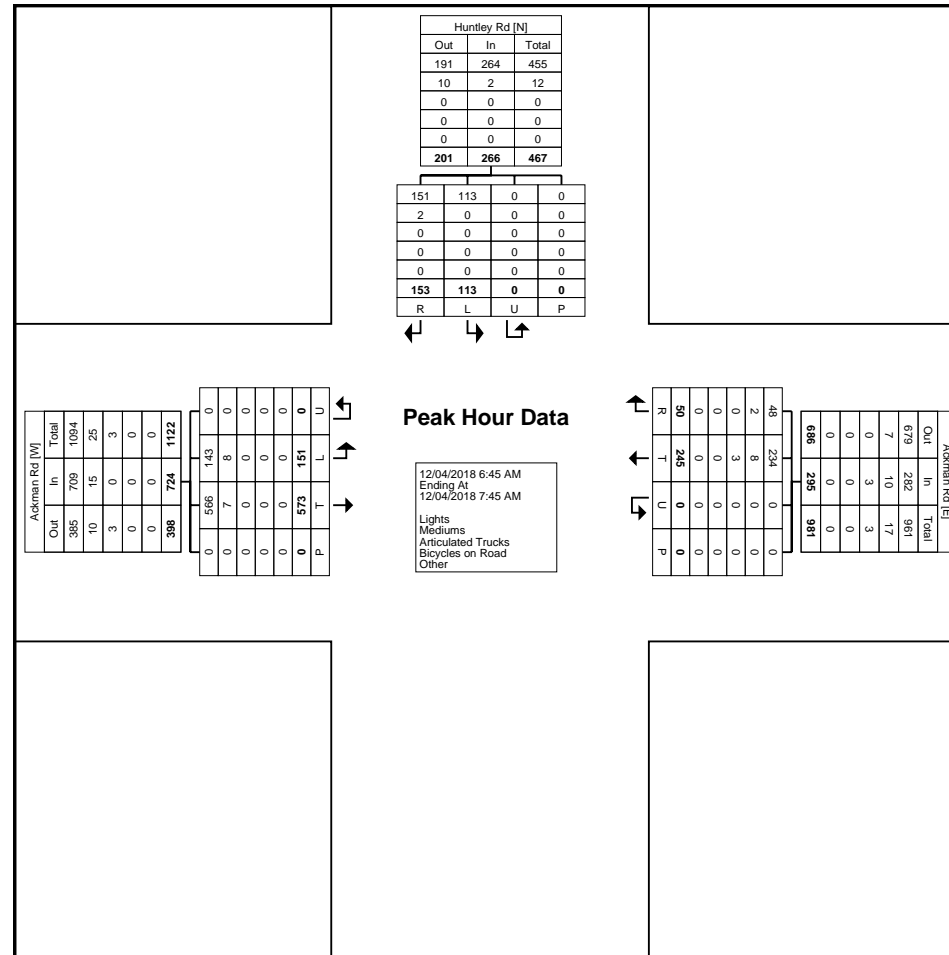 Huntley Rd [N]
Out In Total
191 264 455
10 2 12
0 0 0
0 0 0
0 0 0
201 266 467
151 113 0 0
2 0 0 0
0 0 0 0
0 0 0 0
0 0 0 0
153 113 0 0
R L U P
Ackman Rd [W]
Total In Out
1094 709 385
25 15 10
3 0 3
0 0 0
0 0 0
1122 724 398
0 143 566 0
0 8 7 0
0 0 0 0
0 0 0 0
0 0 0 0
0 151 573 0
U L T P
Peak Hour Data
12/04/2018 6:45 AM
Ending At
12/04/2018 7:45 AM
Lights
Mediums
Articulated Trucks
Bicycles on Road
Other
R T U P
50 245 0 0
0 0 0 0
0 0 0 0
0 3 0 0
2 8 0 0
48 234 0 0
Ackman Rd [E]
Out In Total
679 282 961
7 10 17
0 3 3
0 0 0
0 0 0
686 295 981